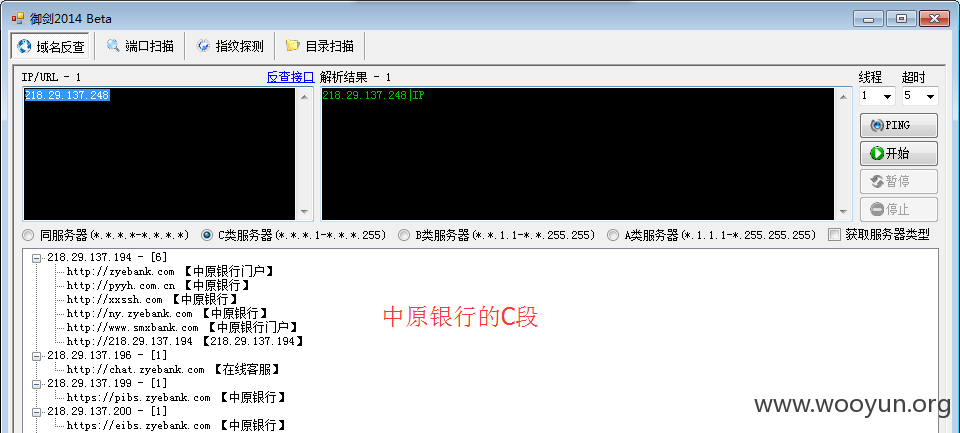 御剑2014 Beta
域名反查 端口扫描 指纹探测 目录扫描
IP/URL - 1 反查接口 解析结果 - 1 线程 超时
218.29.137.248 218.29.137.248|IP 1 5
PING
开始
暂停
停止
同服务器(*.*.*.*-*.*.*.*) C类服务器(*.*.*.1-*.*.*.255) B类服务器(*.*.1.1-*.*.255.255) A类服务器(*.1.1.1-*.255.255.255) 获取服务器类型
218.29.137.194 - [6]
http://zyebank.com 【中原银行门户】
http://pyyh.com.cn 【中原银行】
http://xxssh.com 【中原银行】
http://ny.zyebank.com 【中原银行】
http://www.smxbank.com 【中原银行门户】
http://218.29.137.194 【218.29.137.194】
218.29.137.196 - [1]
http://chat.zyebank.com 【在线客服】
218.29.137.199 - [1]
https://pibs.zyebank.com 【中原银行】
218.29.137.200 - [1]
https://eibs.zyebank.com 【中原银行】
中原银行的C段
www.wooyun.org